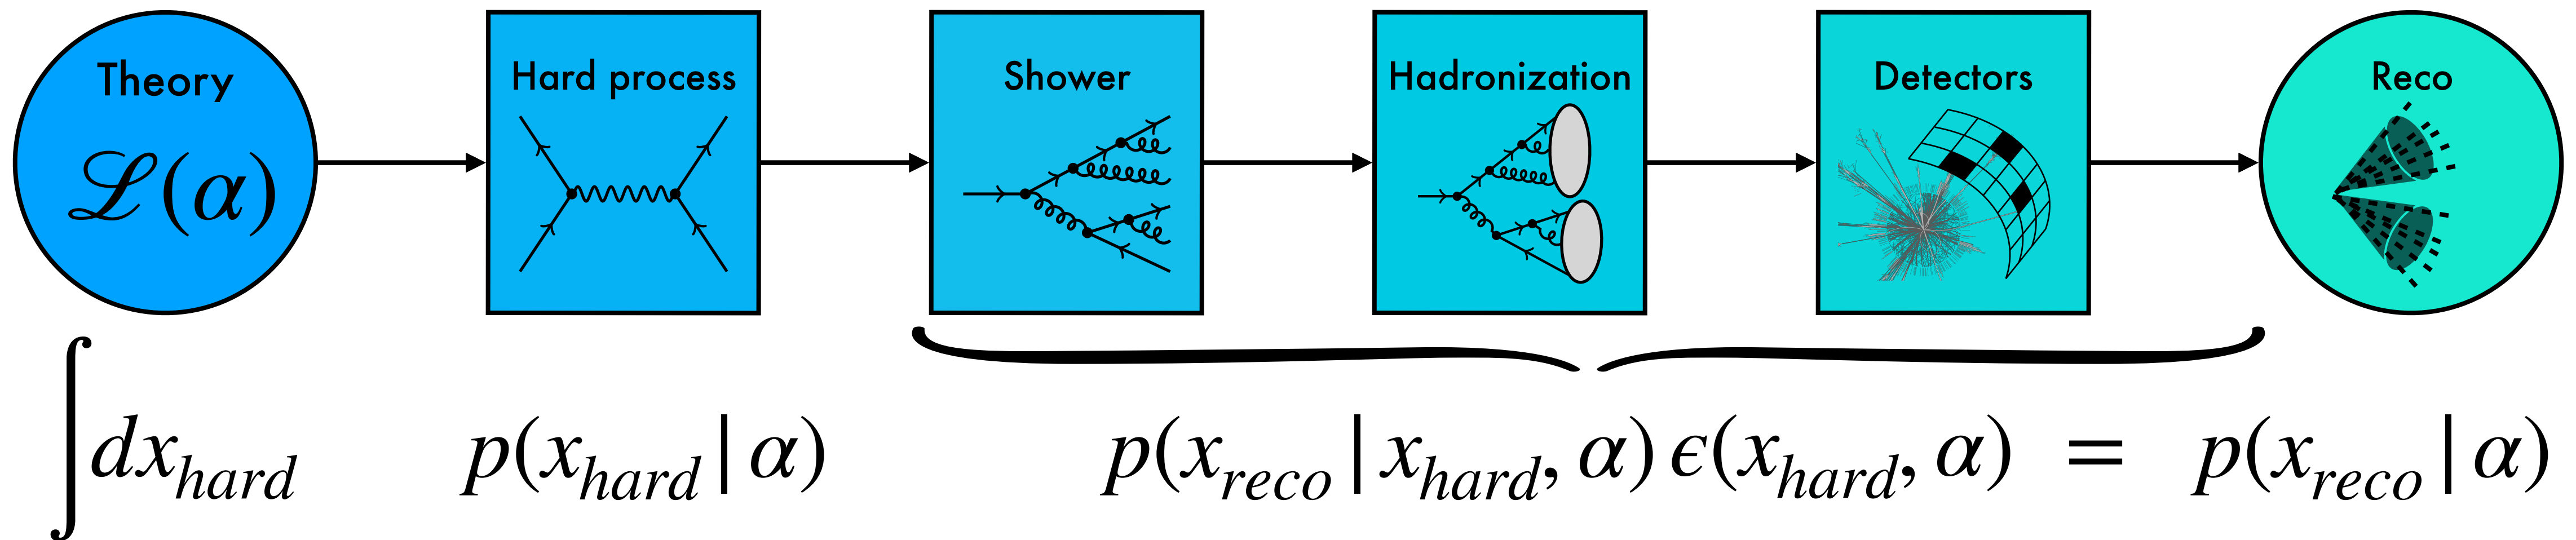 Theory
ℒ(α)
Hard process
Shower
Hadronization
Detectors
Reco
∫dx_hard p(x_hard | α) p(x_reco | x_hard, α) ϵ(x_hard, α) = p(x_reco | α)